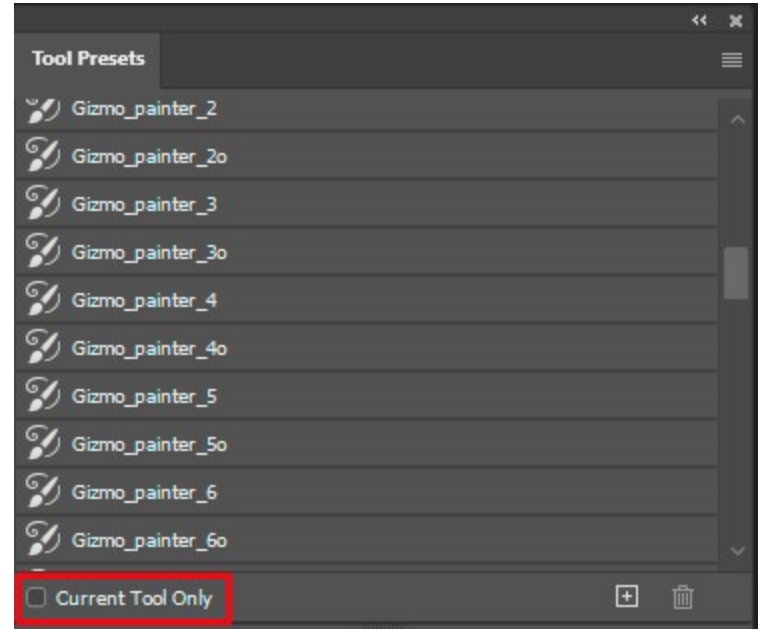 Tool Presets
Gizmo_painter_2
Gizmo_painter_2o
Gizmo_painter_3
Gizmo_painter_3o
Gizmo_painter_4
Gizmo_painter_4o
Gizmo_painter_5
Gizmo_painter_5o
Gizmo_painter_6
Gizmo_painter_6o
Current Tool Only